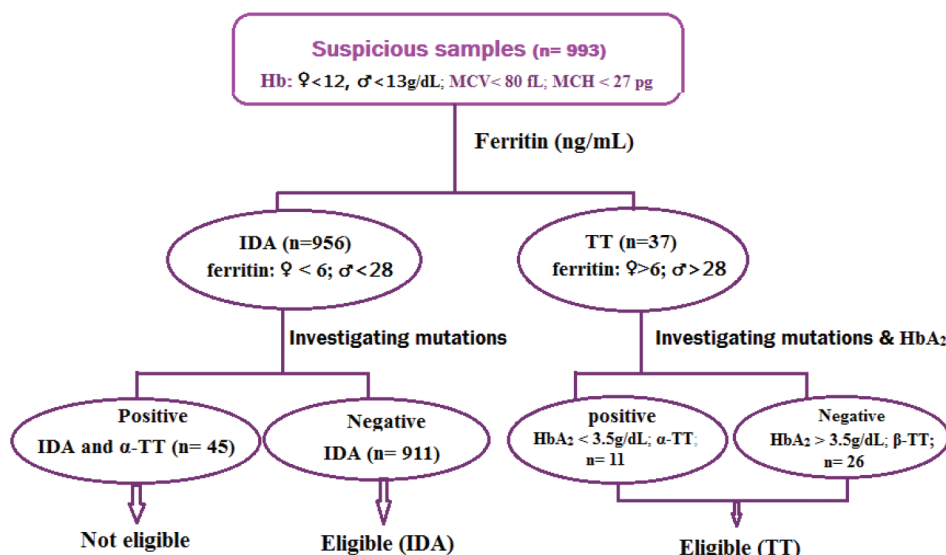 Suspicious samples (n= 993)
Hb: ♀<12, ♂<13g/dL; MCV< 80 fL; MCH < 27 pg
Ferritin (ng/mL)
IDA (n=956)
ferritin: ♀ < 6; ♂<28
TT (n=37)
ferritin: ♀>6; ♂>28
Investigating mutations
Investigating mutations & HbA₂
Positive
IDA and α-TT (n= 45)
Negative
IDA (n= 911)
positive
HbA₂ < 3.5g/dL; α-TT;
n= 11
Negative
HbA₂ > 3.5g/dL; β-TT;
n= 26
Not eligible
Eligible (IDA)
Eligible (TT)